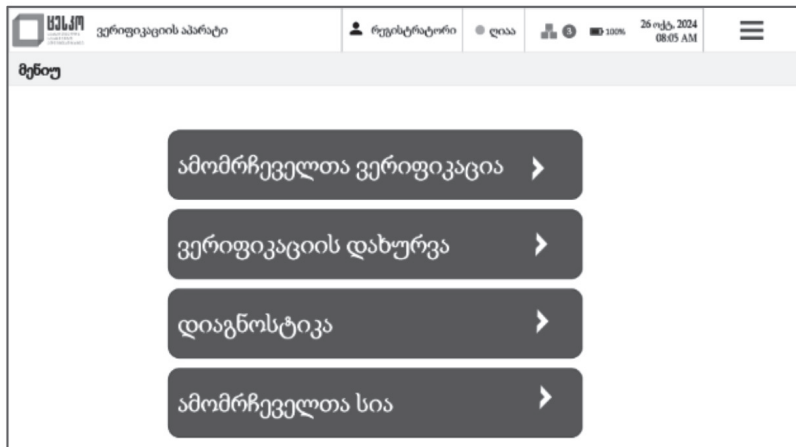 ცესკო
ვერიფიკაციის აპარატი
რეგისტრატორი
ღიაა
3
100%
26 ოქტ, 2024
08:05 AM
მენიუ
ამომრჩეველთა ვერიფიკაცია
ვერიფიკაციის დახურვა
დიაგნოსტიკა
ამომრჩეველთა სია